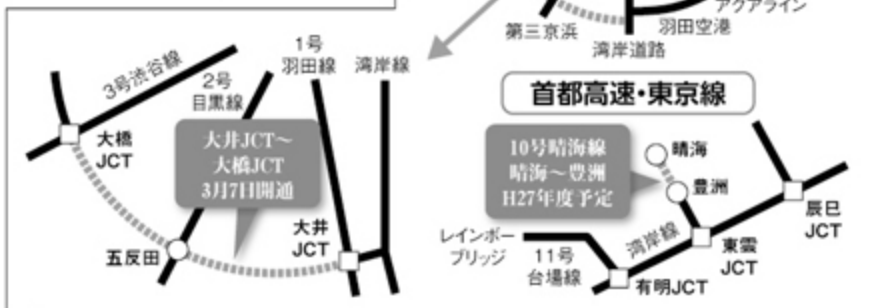 アクアライン
第三京浜
羽田空港
湾岸道路
首都高速・東京線
3号渋谷線
2号
目黒線
1号
羽田線
湾岸線
大橋
JCT
大井JCT〜
大橋JCT
3月7日開通
五反田
大井
JCT
10号晴海線
晴海〜豊洲
H27年度予定
晴海
豊洲
レインボー
ブリッジ
11号
台場線
湾岸線
有明JCT
東雲
JCT
辰巳
JCT